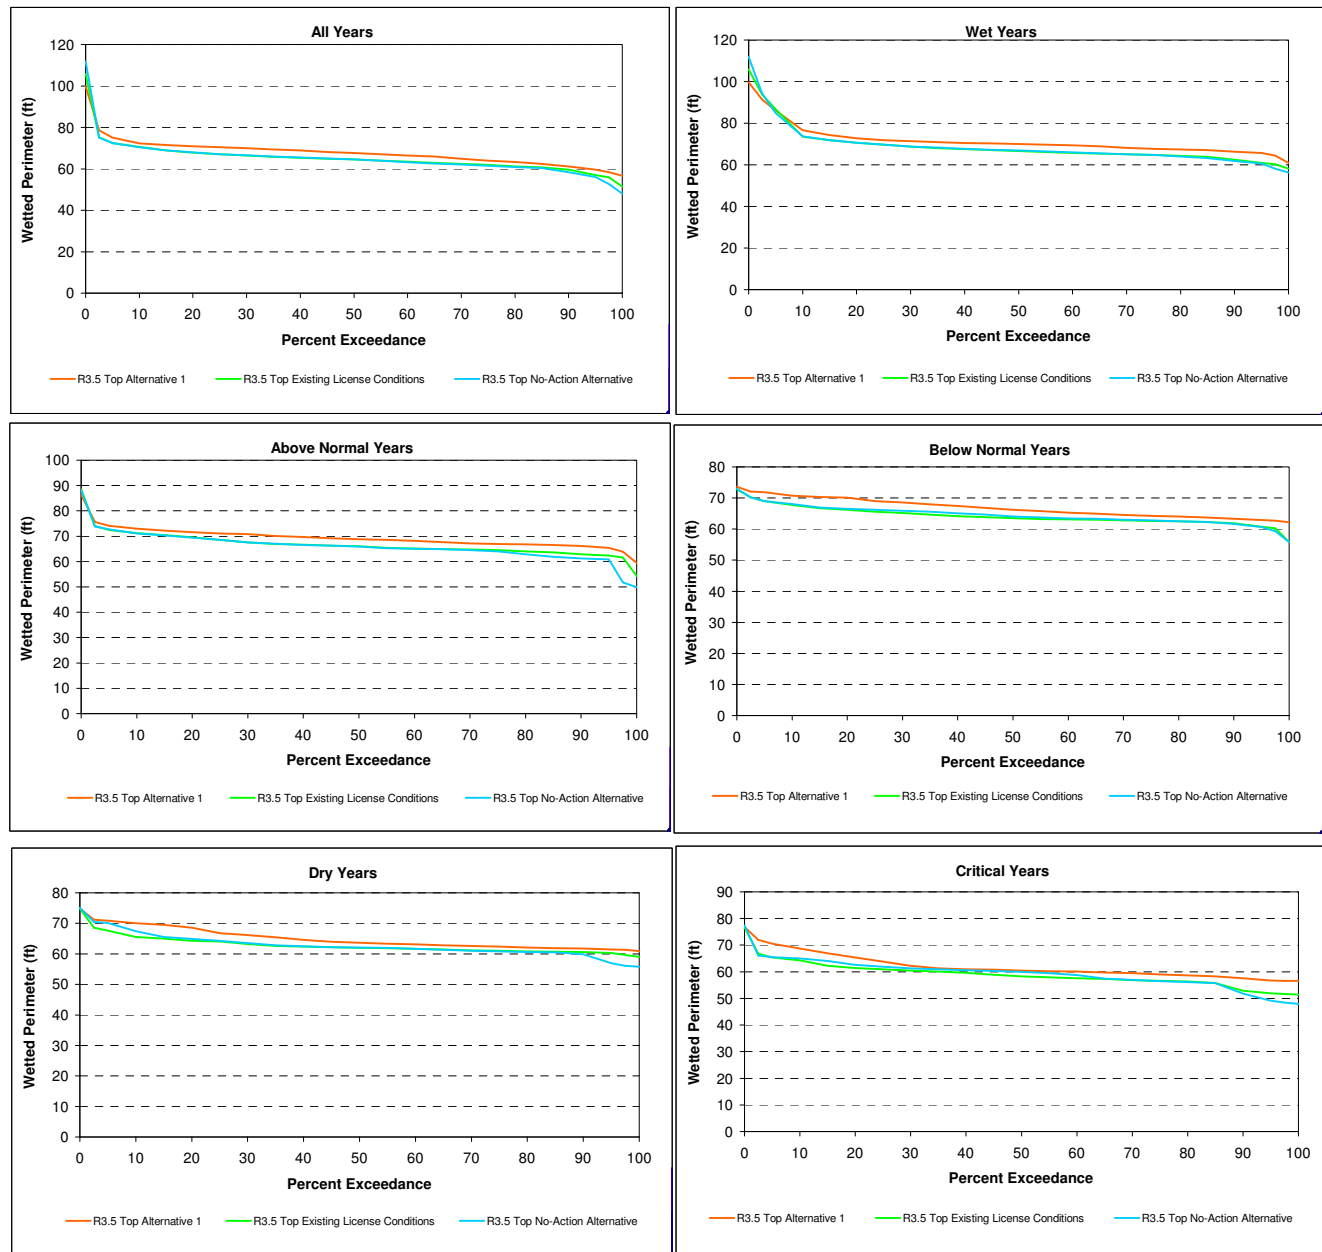 All Years
120
100
80
60
40
20
0
Wetted Perimeter (ft)
0 10 20 30 40 50 60 70 80 90 100
Percent Exceedance
R3.5 Top Alternative 1 R3.5 Top Existing License Conditions R3.5 Top No-Action Alternative
Wet Years
120
100
80
60
40
20
0
Wetted Perimeter (ft)
0 10 20 30 40 50 60 70 80 90 100
Percent Exceedance
R3.5 Top Alternative 1 R3.5 Top Existing License Conditions R3.5 Top No-Action Alternative
Above Normal Years
100
90
80
70
60
50
40
30
20
10
0
Wetted Perimeter (ft)
0 10 20 30 40 50 60 70 80 90 100
Percent Exceedance
R3.5 Top Alternative 1 R3.5 Top Existing License Conditions R3.5 Top No-Action Alternative
Below Normal Years
80
70
60
50
40
30
20
10
0
Wetted Perimeter (ft)
0 10 20 30 40 50 60 70 80 90 100
Percent Exceedance
R3.5 Top Alternative 1 R3.5 Top Existing License Conditions R3.5 Top No-Action Alternative
Dry Years
80
70
60
50
40
30
20
10
0
Wetted Perimeter (ft)
0 10 20 30 40 50 60 70 80 90 100
Percent Exceedance
R3.5 Top Alternative 1 R3.5 Top Existing License Conditions R3.5 Top No-Action Alternative
Critical Years
90
80
70
60
50
40
30
20
10
0
Wetted Perimeter (ft)
0 10 20 30 40 50 60 70 80 90 100
Percent Exceedance
R3.5 Top Alternative 1 R3.5 Top Existing License Conditions R3.5 Top No-Action Alternative